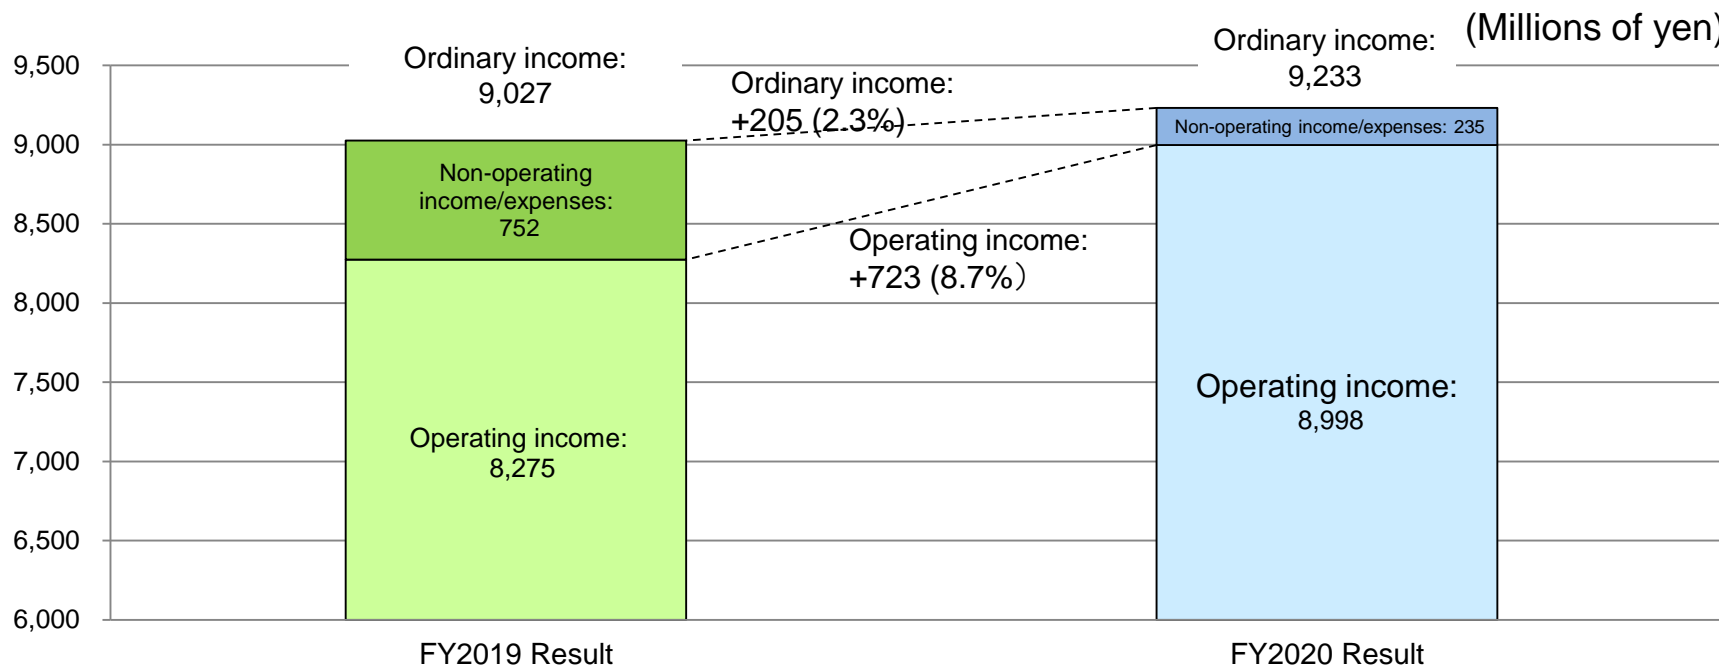 (Millions of yen)
Ordinary income:
9,027
Ordinary income:
9,233
Ordinary income:
+205 (2.3%)
Non-operating income/expenses: 235
Non-operating
income/expenses:
752
Operating income:
+723 (8.7%）
Operating income:
8,998
Operating income:
8,275
9,500
9,000
8,500
8,000
7,500
7,000
6,500
6,000
FY2019 Result
FY2020 Result